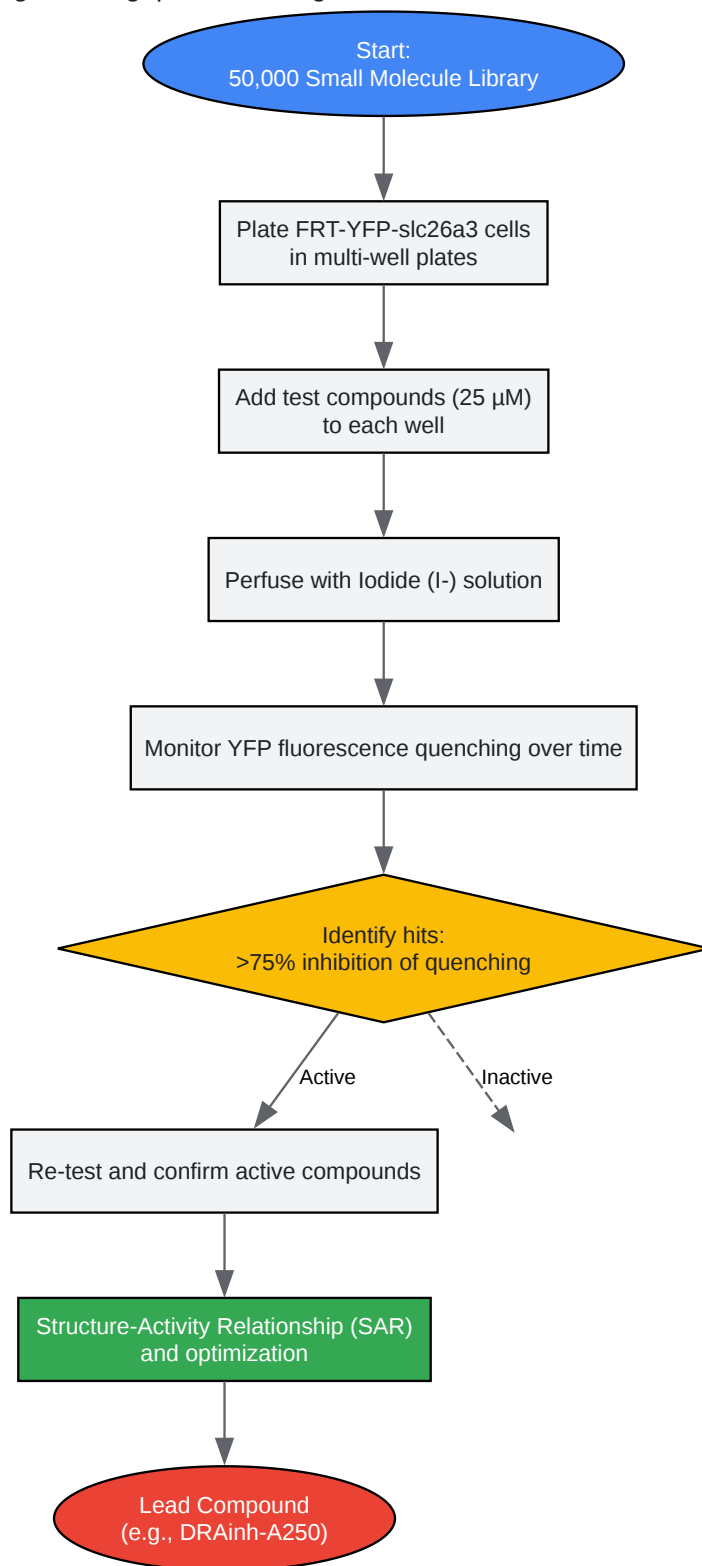 Start:
50,000 Small Molecule Library
Plate FRT-YFP-slc26a3 cells
in multi-well plates
Add test compounds (25 µM)
to each well
Perfuse with Iodide (I-) solution
Monitor YFP fluorescence quenching over time
Identify hits:
>75% inhibition of quenching
Active
Inactive
Re-test and confirm active compounds
Structure-Activity Relationship (SAR)
and optimization
Lead Compound
(e.g., DRAinh-A250)